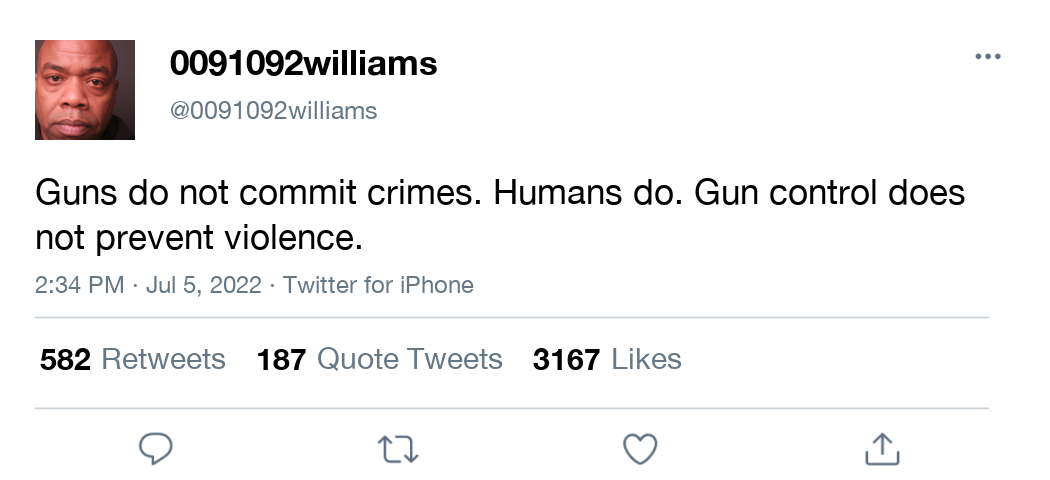 0091092williams
@0091092williams
Guns do not commit crimes. Humans do. Gun control does
not prevent violence.
2:34 PM · Jul 5, 2022 · Twitter for iPhone
582 Retweets 187 Quote Tweets 3167 Likes